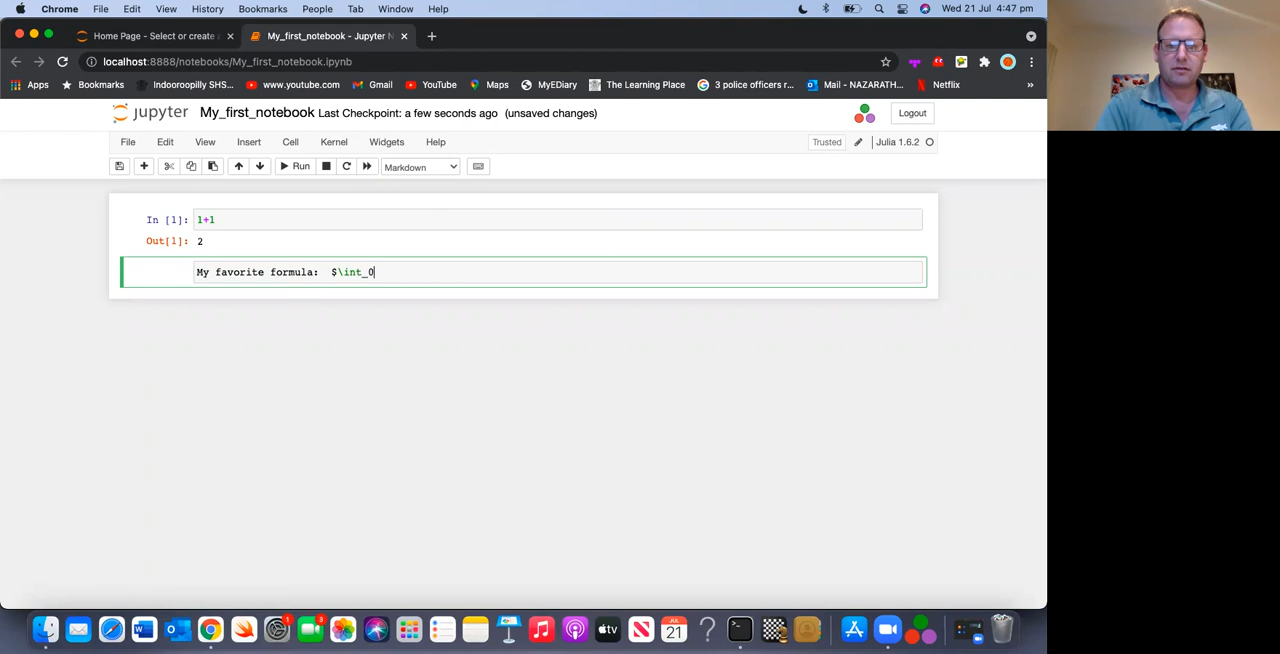 Chrome File Edit View History Bookmarks People Tab Window Help Wed 21 Jul 4:47 pm
Home Page - Select or create a My_first_notebook - Jupyter N
localhost:8888/notebooks/My_first_notebook.ipynb
Apps Bookmarks Indooroopilly SHS... www.youtube.com Gmail YouTube Maps MyEDiary The Learning Place 3 police officers r... Mail - NAZARATH... Netflix »
jupyter My_first_notebook Last Checkpoint: a few seconds ago (unsaved changes) Logout
File Edit View Insert Cell Kernel Widgets Help Trusted Julia 1.6.2
Run Markdown
In [1]: 1+1
Out[1]: 2
My favorite formula: $\int_0
1 3 tv JUL 21